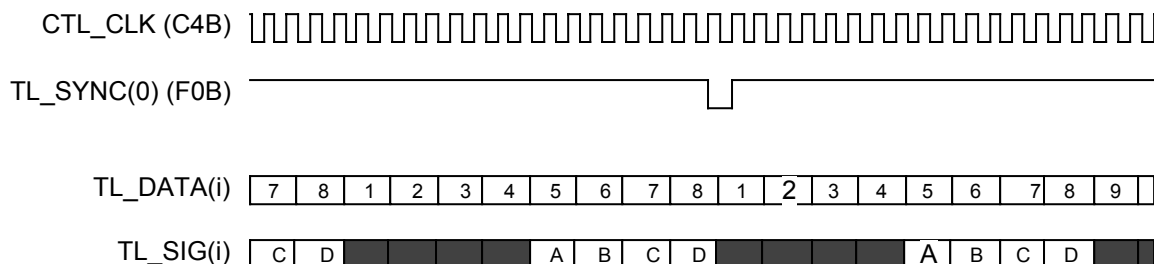 CTL_CLK (C4B)
TL_SYNC(0) (F0B)
TL_DATA(i) 7 8 1 2 3 4 5 6 7 8 1 2 3 4 5 6 7 8 9
TL_SIG(i) C D A B C D A B C D